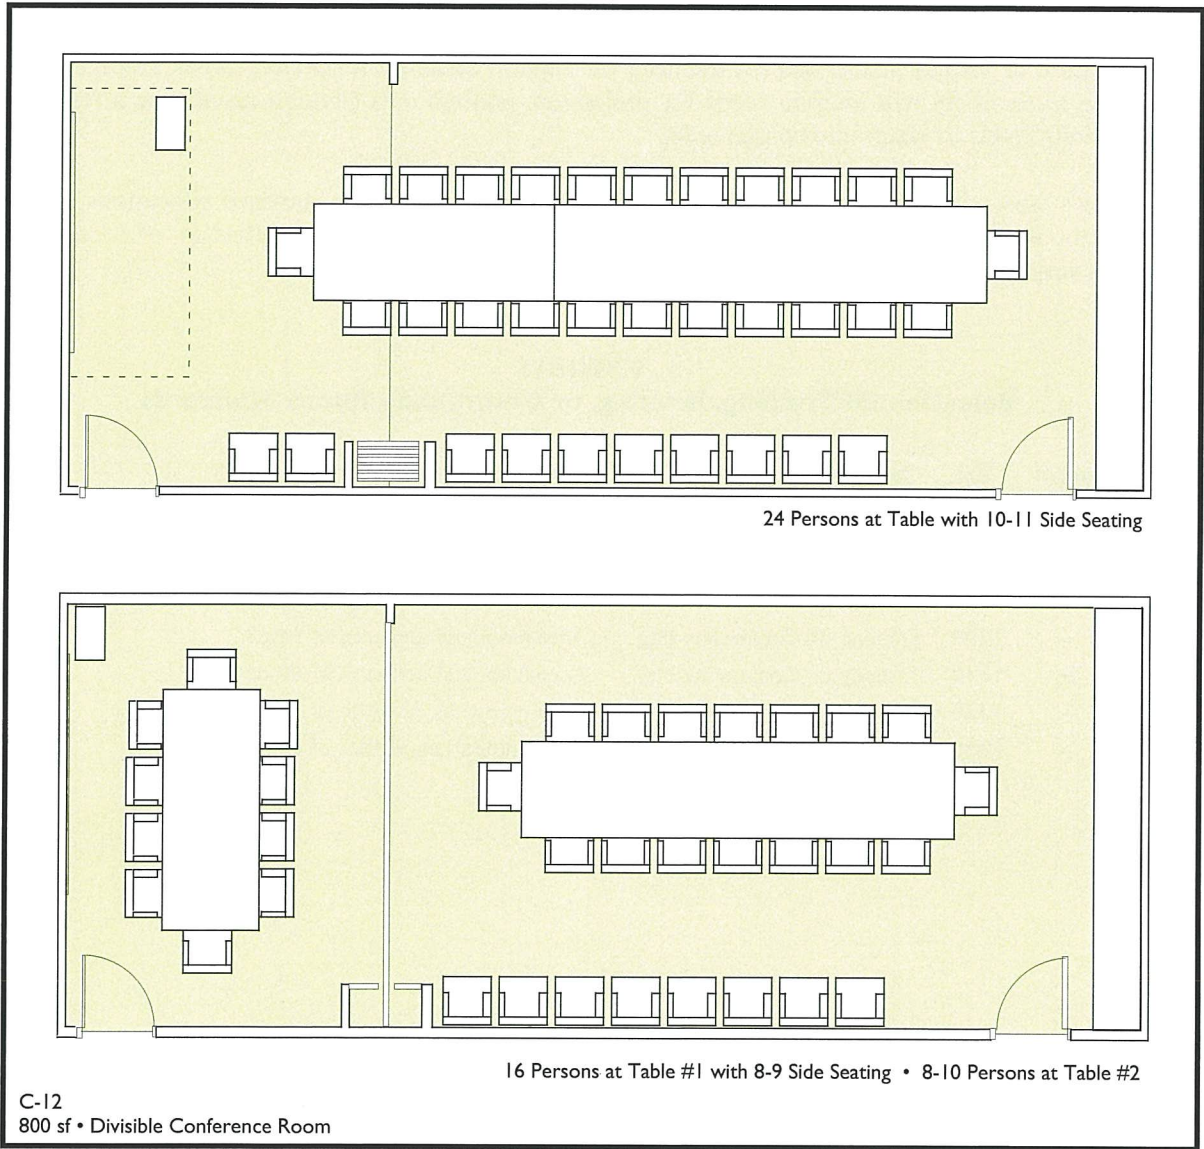 24 Persons at Table with 10-11 Side Seating
16 Persons at Table #1 with 8-9 Side Seating • 8-10 Persons at Table #2
C-12
800 sf • Divisible Conference Room